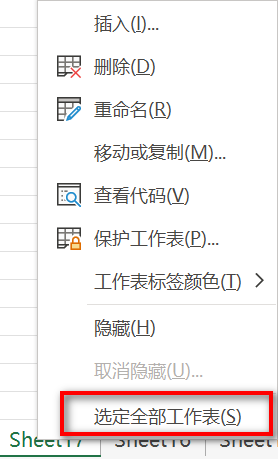 插入(I)...
删除(D)
重命名(R)
移动或复制(M)...
查看代码(V)
保护工作表(P)...
工作表标签颜色(T)
隐藏(H)
取消隐藏(U)...
选定全部工作表(S)
Sheet17 Sheet16 Sheet